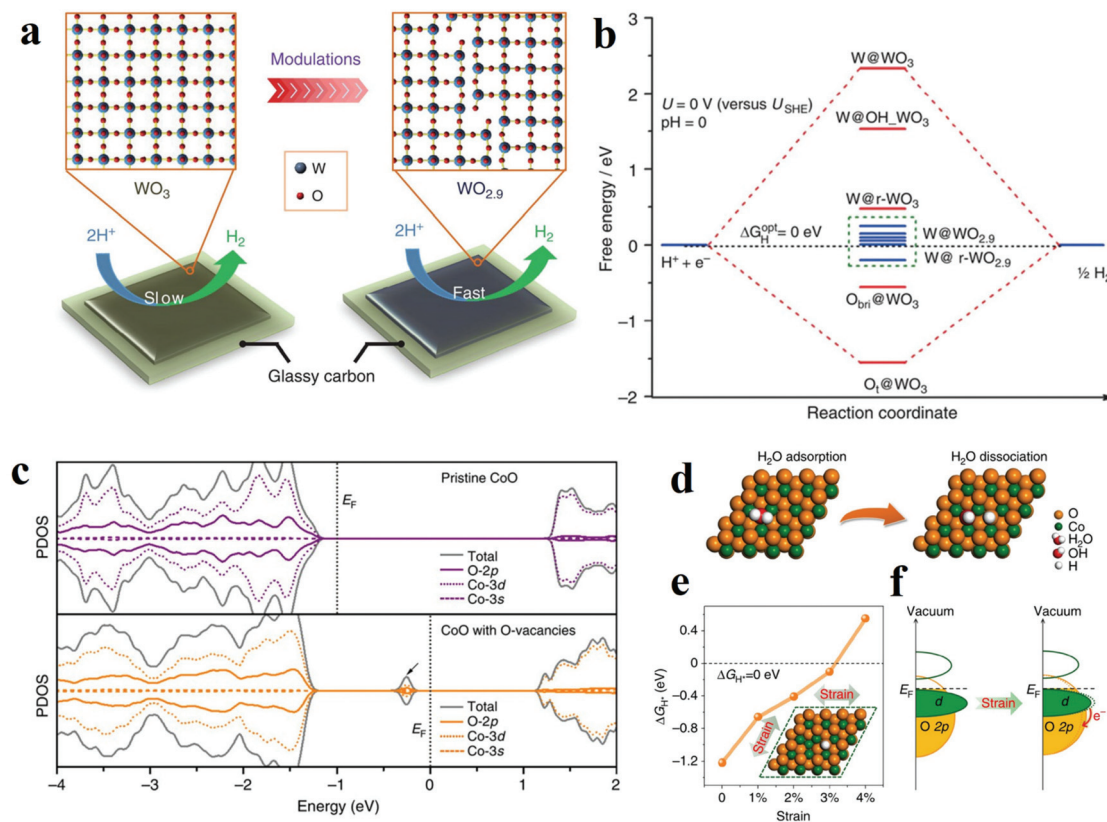 a
Modulations
WO3
W
O
WO2.9
2H+
H2
Slow
2H+
H2
Fast
Glassy carbon
b
Free energy / eV
3
2
1
0
−1
−2
U = 0 V (versus USHE)
pH = 0
W@WO3
W@OH_WO3
W@r-WO3
ΔGHopt = 0 eV
W@WO2.9
W@ r-WO2.9
H+ + e−
½ H2
Obri@WO3
Ot@WO3
Reaction coordinate
c
PDOS
Pristine CoO
EF
Total
O-2p
Co-3d
Co-3s
PDOS
CoO with O-vacancies
EF
Total
O-2p
Co-3d
Co-3s
−4
−3
−2
−1
0
1
2
Energy (eV)
d
H2O adsorption
H2O dissociation
O
Co
H2O
OH
H
e
ΔGH* (eV)
0.4
0
−0.4
−0.8
−1.2
ΔGH*=0 eV
Strain
Strain
0
1%
2%
3%
4%
Strain
f
Vacuum
EF
d
O 2p
Strain
Vacuum
EF
d
e−
O 2p